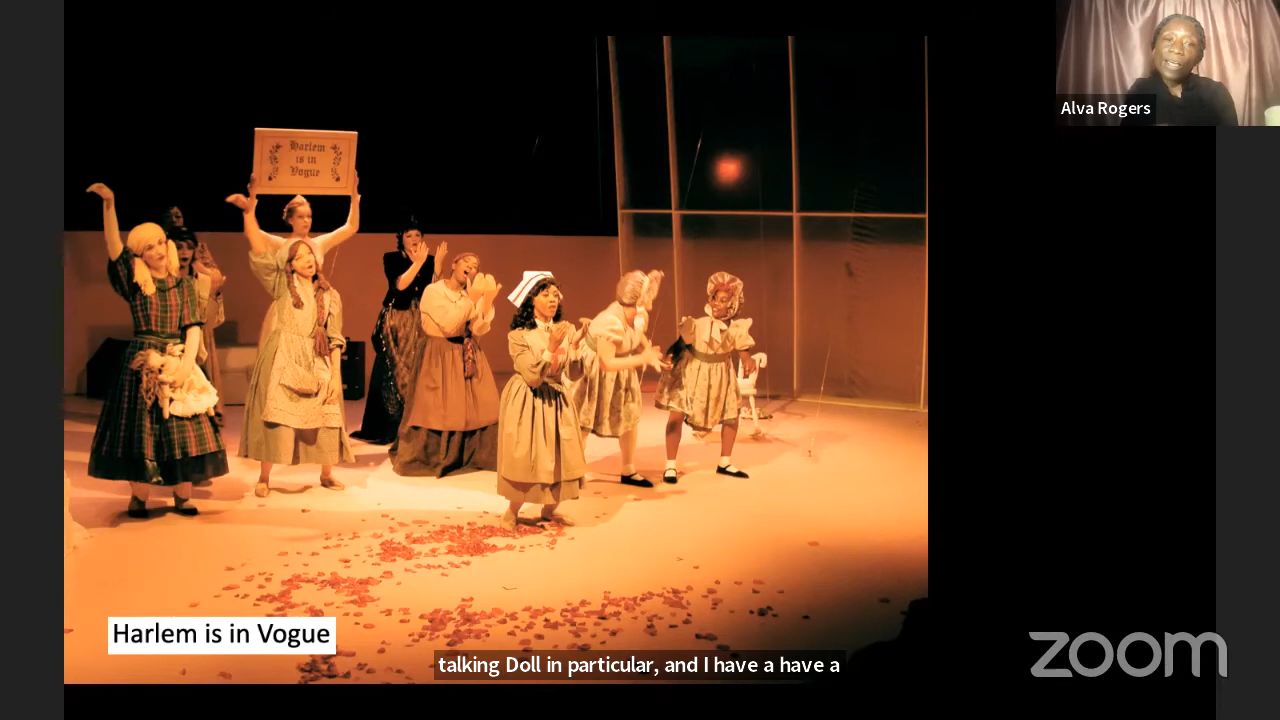 Alva Rogers
Harlem
is in
Vogue
Harlem is in Vogue
talking Doll in particular, and I have a have a
zoom